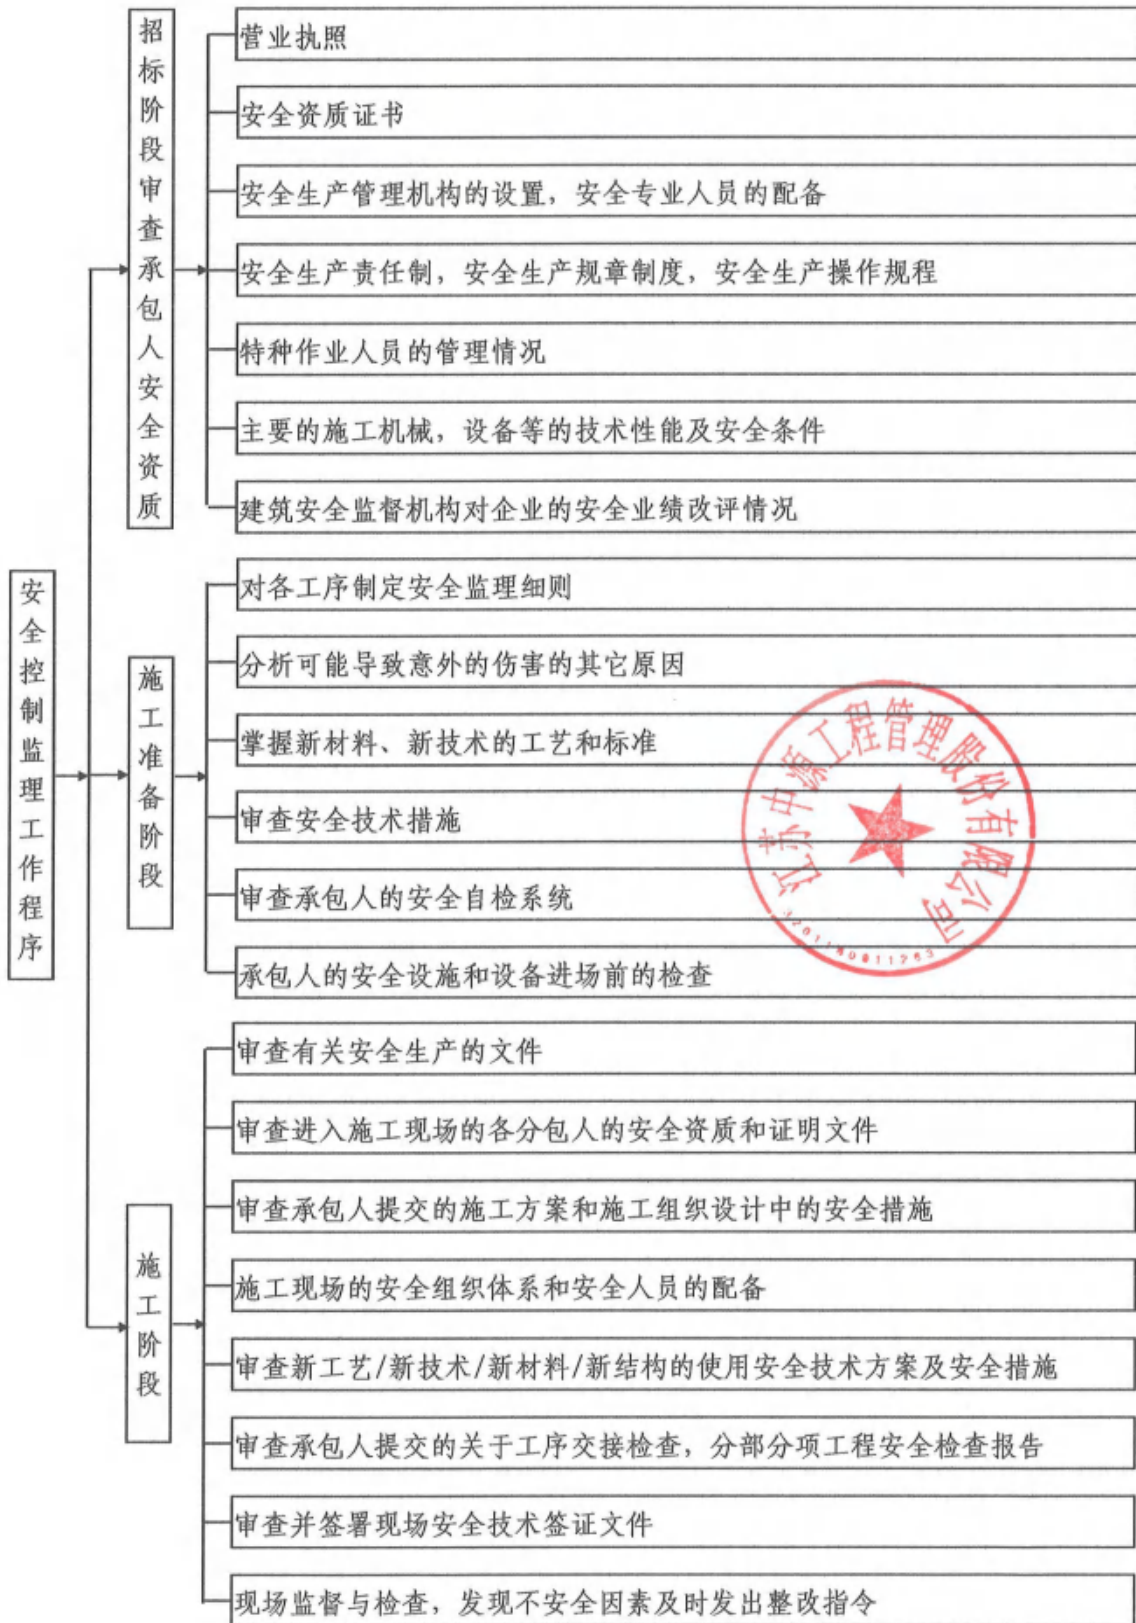 安全控制监理工作程序
招标阶段审查承包人安全资质
营业执照
安全资质证书
安全生产管理机构的设置，安全专业人员的配备
安全生产责任制，安全生产规章制度，安全生产操作规程
特种作业人员的管理情况
主要的施工机械，设备等的技术性能及安全条件
建筑安全监督机构对企业的安全业绩改评情况
施工准备阶段
对各工序制定安全监理细则
分析可能导致意外的伤害的其它原因
掌握新材料、新技术的工艺和标准
审查安全技术措施
审查承包人的安全自检系统
承包人的安全设施和设备进场前的检查
江苏中源工程管理股份有限公司
施工阶段
审查有关安全生产的文件
审查进入施工现场的各分包人的安全资质和证明文件
审查承包人提交的施工方案和施工组织设计中的安全措施
施工现场的安全组织体系和安全人员的配备
审查新工艺/新技术/新材料/新结构的使用安全技术方案及安全措施
审查承包人提交的关于工序交接检查，分部分项工程安全检查报告
审查并签署现场安全技术签证文件
现场监督与检查，发现不安全因素及时发出整改指令